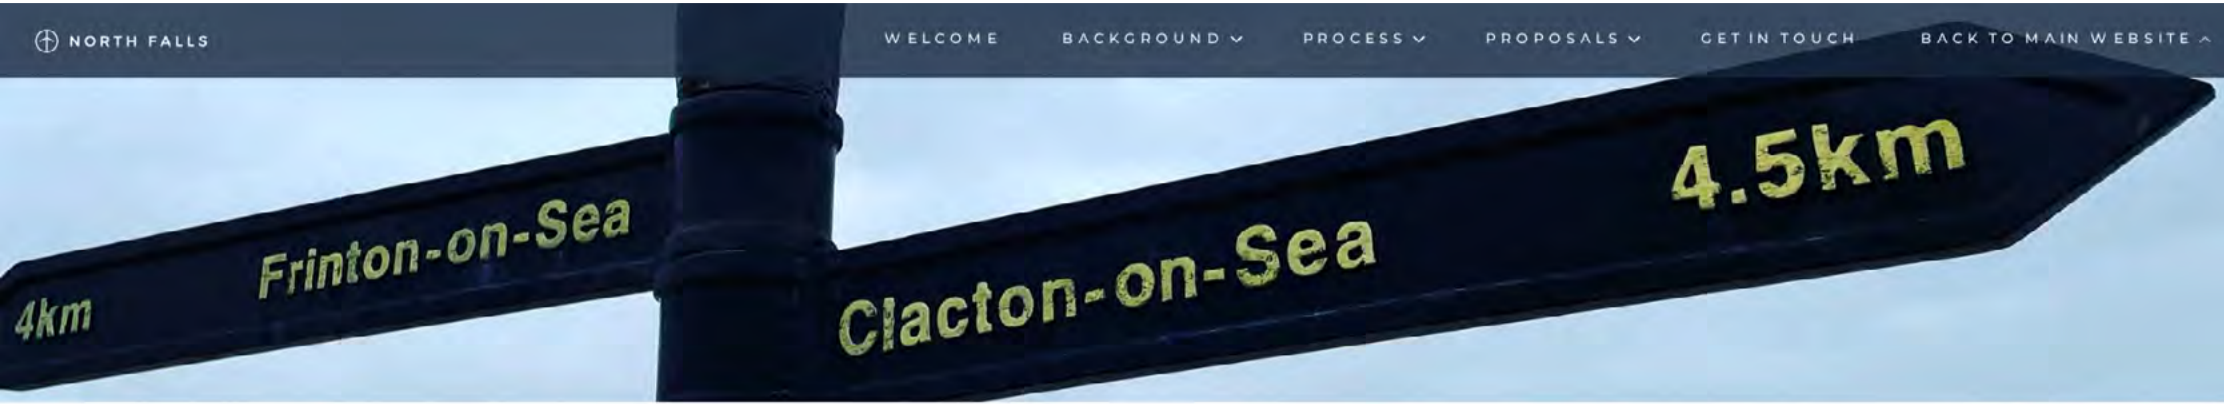 NORTH FALLS
WELCOME BACKGROUND PROCESS PROPOSALS GET IN TOUCH BACK TO MAIN WEBSITE
4km Frinton-on-Sea
Clacton-on-Sea 4.5km